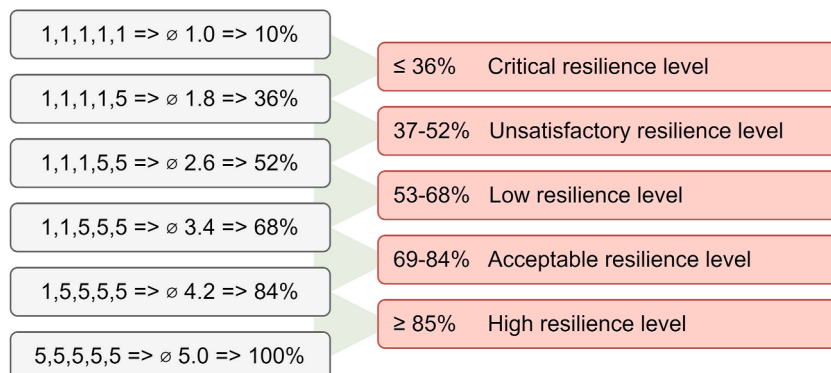 1,1,1,1,1 => ⌀ 1.0 => 10%
1,1,1,1,5 => ⌀ 1.8 => 36%
1,1,1,5,5 => ⌀ 2.6 => 52%
1,1,5,5,5 => ⌀ 3.4 => 68%
1,5,5,5,5 => ⌀ 4.2 => 84%
5,5,5,5,5 => ⌀ 5.0 => 100%
≤ 36% Critical resilience level
37-52% Unsatisfactory resilience level
53-68% Low resilience level
69-84% Acceptable resilience level
≥ 85% High resilience level